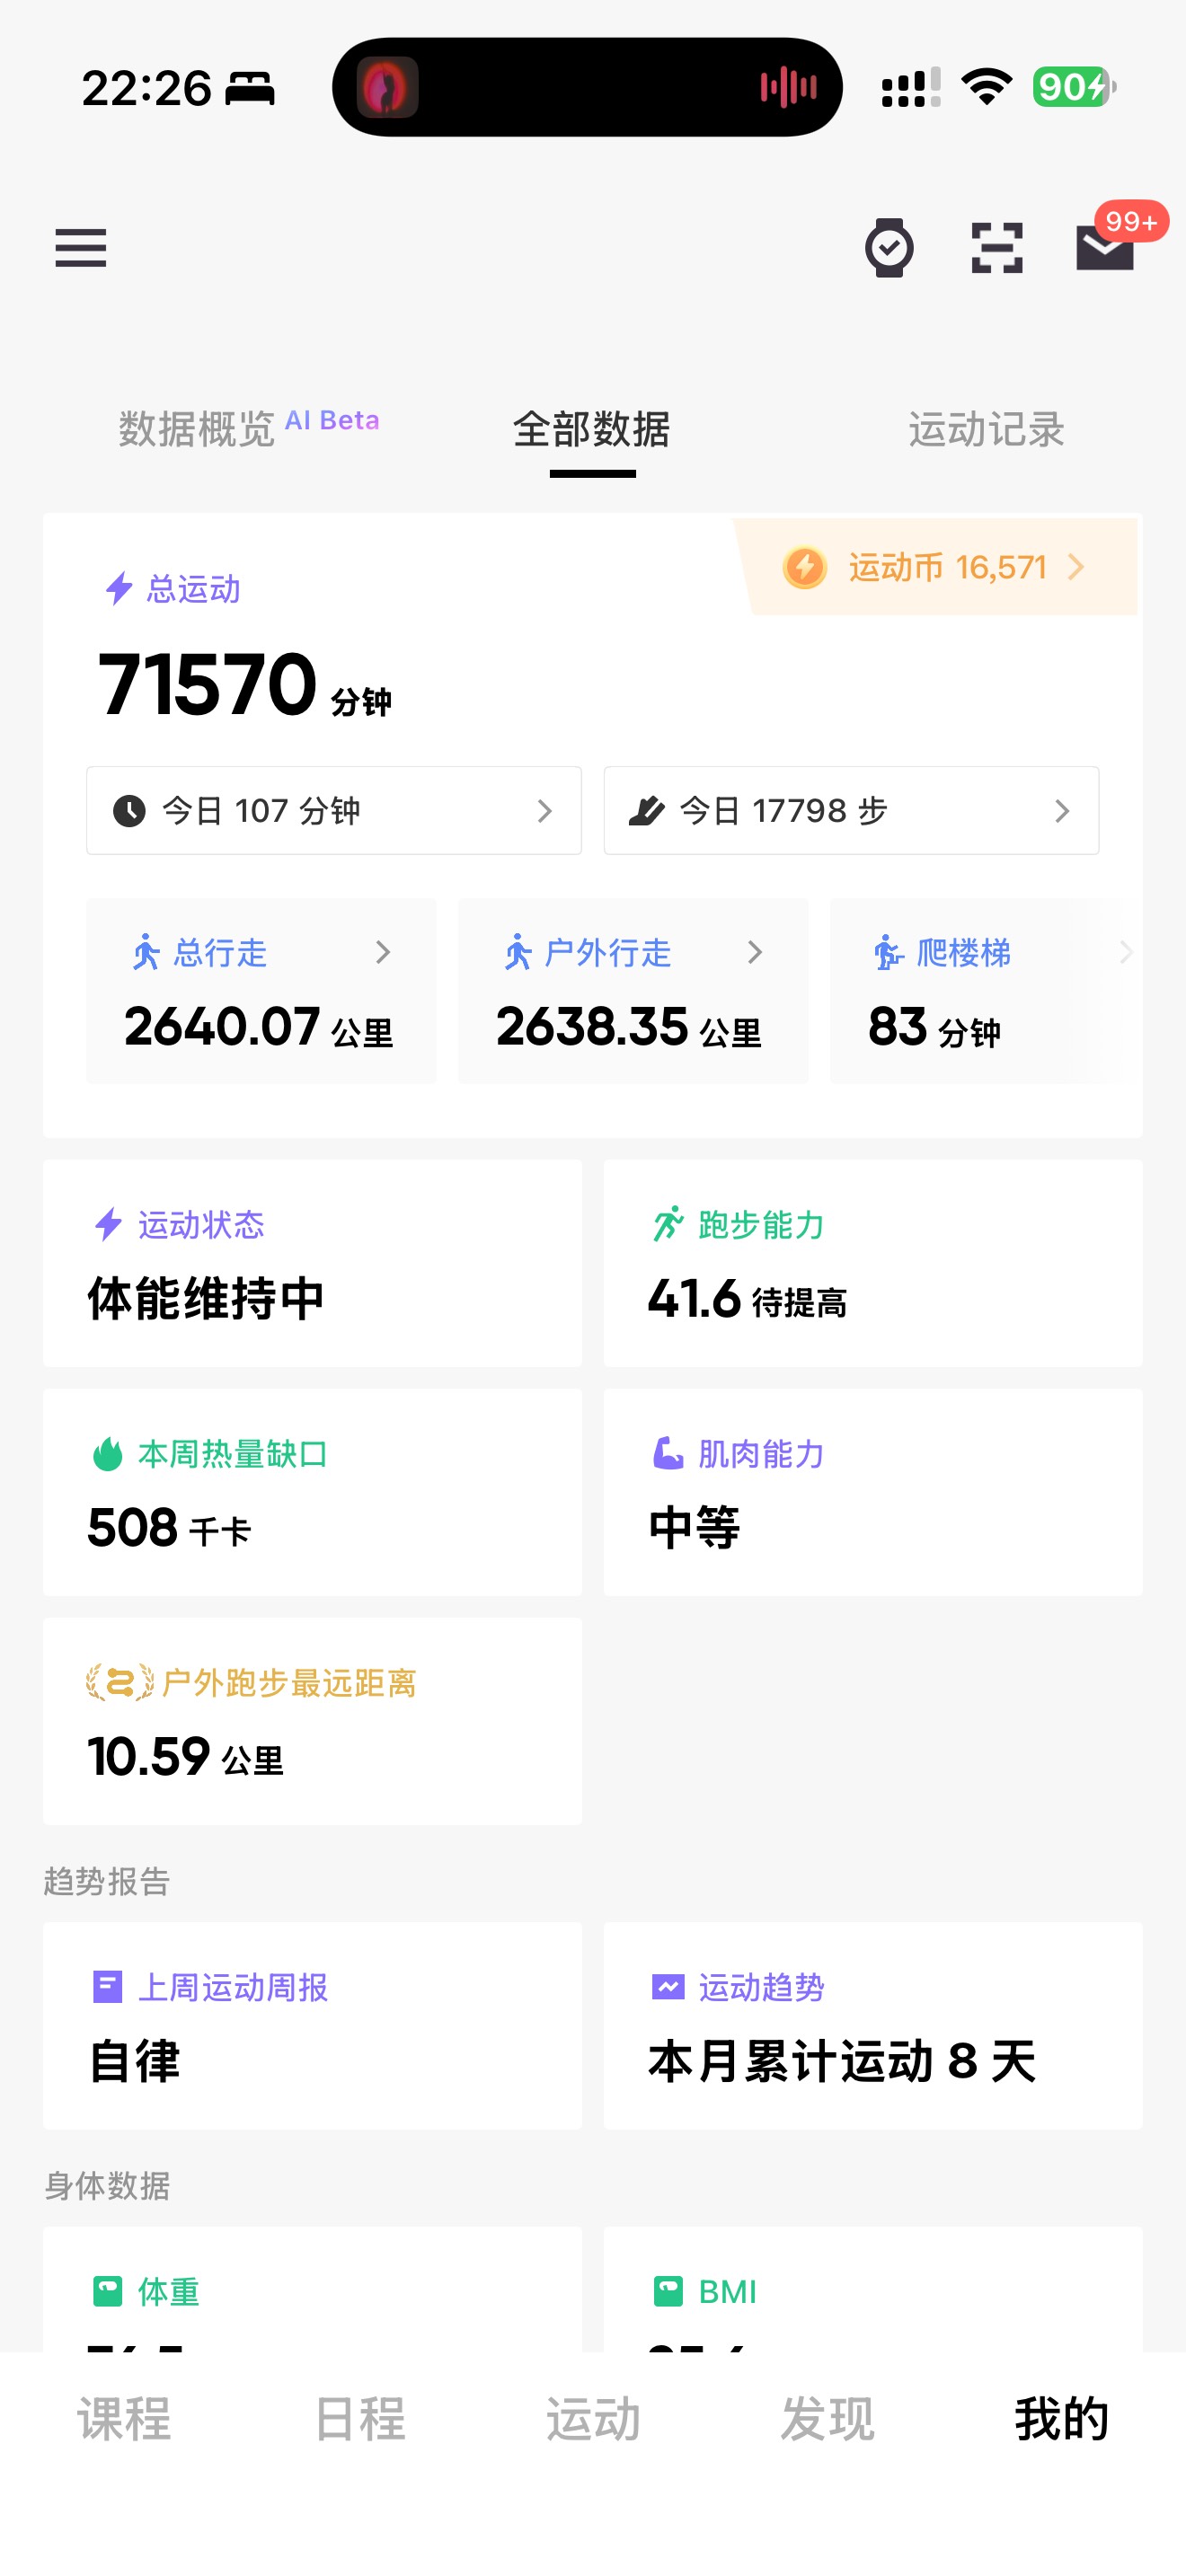 22:26
90
99+
数据概览 AI Beta 全部数据 运动记录
总运动
运动币 16,571
71570 分钟
今日 107 分钟
今日 17798 步
总行走
2640.07 公里
户外行走
2638.35 公里
爬楼梯
83 分钟
运动状态
体能维持中
跑步能力
41.6 待提高
本周热量缺口
508 千卡
肌肉能力
中等
户外跑步最远距离
10.59 公里
趋势报告
上周运动周报
自律
运动趋势
本月累计运动 8 天
身体数据
体重
BMI
课程 日程 运动 发现 我的